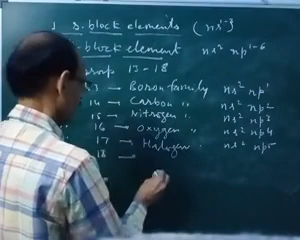 1 s-block elements (ns¹⁻²)
-block element ns² np¹⁻⁶
group 13-18
13 → Boron family ns² np¹
14 → Carbon " ns² np²
15 → Nitrogen " ns² np³
16 → Oxygen " ns² np4
17 → Halogen " ns² np5
18 →